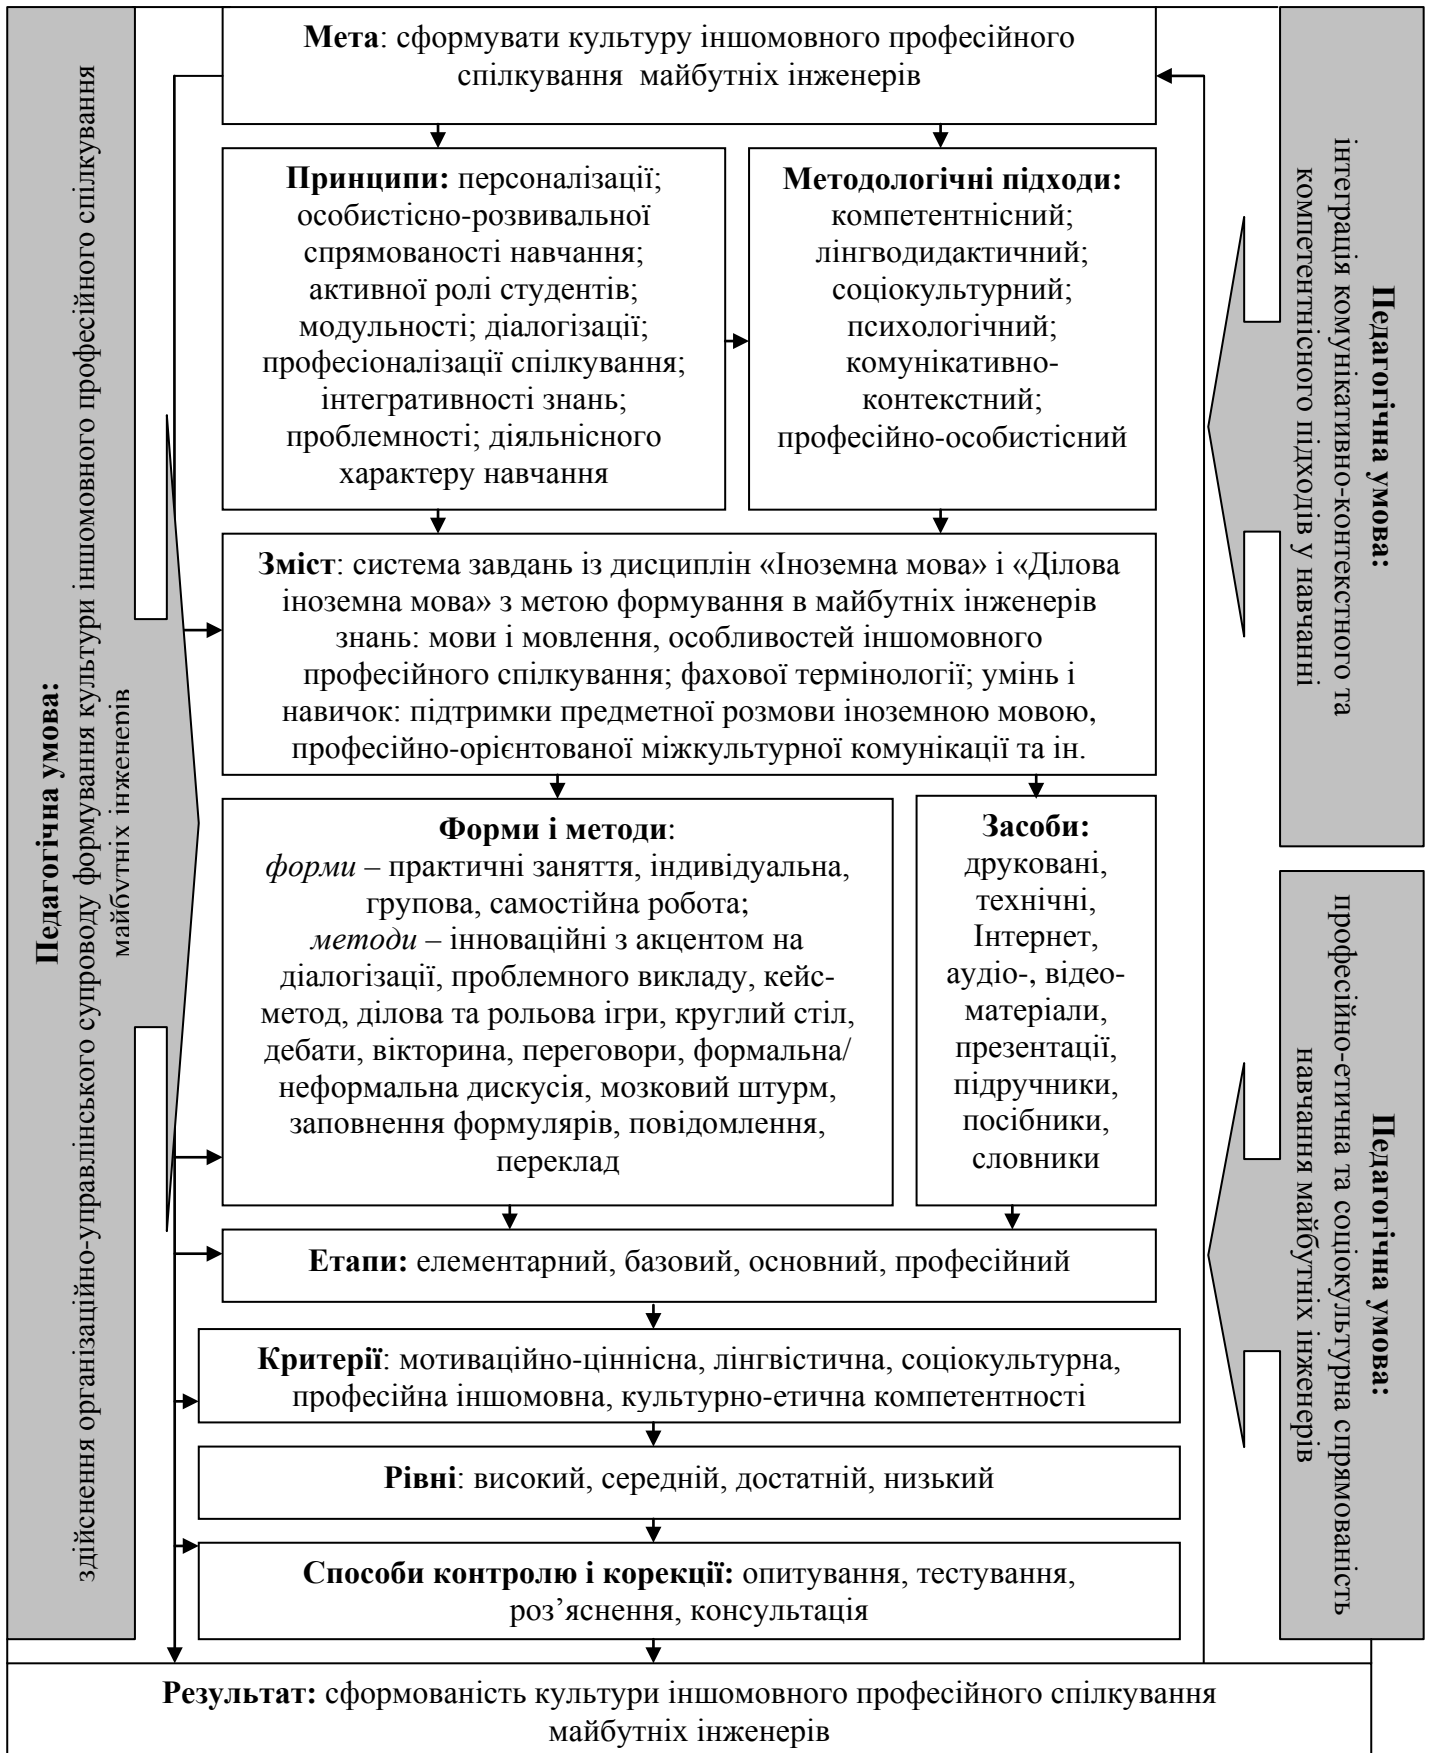 Мета: сформувати культуру іншомовного професійного
спілкування майбутніх інженерів
Педагогічна умова:
здійснення організаційно-управлінського супроводу формування культури іншомовного професійного спілкування
майбутніх інженерів
Принципи: персоналізації;
особистісно-розвивальної
спрямованості навчання;
активної ролі студентів;
модульності; діалогізації;
професіоналізації спілкування;
інтегративності знань;
проблемності; діяльнісного
характеру навчання
Методологічні підходи:
компетентнісний;
лінгводидактичний;
соціокультурний;
психологічний;
комунікативно-
контекстний;
професійно-особистісний
Педагогічна умова:
інтеграція комунікативно-контекстного та
компетентнісного підходів у навчанні
Зміст: система завдань із дисциплін «Іноземна мова» і «Ділова
іноземна мова» з метою формування в майбутніх інженерів
знань: мови і мовлення, особливостей іншомовного
професійного спілкування; фахової термінології; умінь і
навичок: підтримки предметної розмови іноземною мовою,
професійно-орієнтованої міжкультурної комунікації та ін.
Форми і методи:
форми – практичні заняття, індивідуальна,
групова, самостійна робота;
методи – інноваційні з акцентом на
діалогізації, проблемного викладу, кейс-
метод, ділова та рольова ігри, круглий стіл,
дебати, вікторина, переговори, формальна/
неформальна дискусія, мозковий штурм,
заповнення формулярів, повідомлення,
переклад
Засоби:
друковані,
технічні,
Інтернет,
аудіо-, відео-
матеріали,
презентації,
підручники,
посібники,
словники
Педагогічна умова:
професійно-етична та соціокультурна спрямованість
навчання майбутніх інженерів
Етапи: елементарний, базовий, основний, професійний
Критерії: мотиваційно-ціннісна, лінгвістична, соціокультурна,
професійна іншомовна, культурно-етична компетентності
Рівні: високий, середній, достатній, низький
Способи контролю і корекції: опитування, тестування,
роз’яснення, консультація
Результат: сформованість культури іншомовного професійного спілкування
майбутніх інженерів